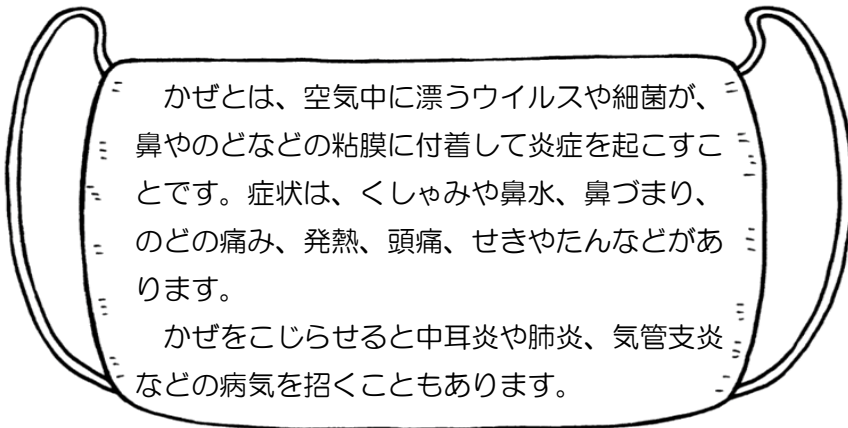 かぜとは、空気中に漂うウイルスや細菌が、
鼻やのどなどの粘膜に付着して炎症を起こすこ
とです。症状は、くしゃみや鼻水、鼻づまり、
のどの痛み、発熱、頭痛、せきやたんなどがあ
ります。
　かぜをこじらせると中耳炎や肺炎、気管支炎
などの病気を招くこともあります。